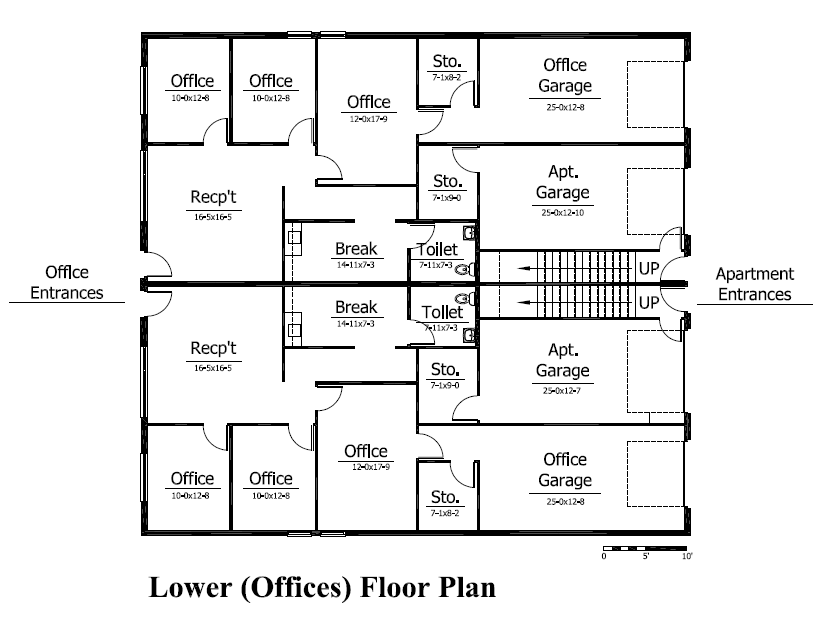 Office
10-0x12-8
Office
10-0x12-8
Office
12-0x17-9
Sto.
7-1x8-2
Office
Garage
25-0x12-8
Recp't
16-5x16-5
Sto.
7-1x9-0
Apt.
Garage
25-0x12-10
Break
14-11x7-3
Toilet
7-11x7-3
UP
Office
Entrances
Apartment
Entrances
Break
14-11x7-3
Toilet
7-11x7-3
UP
Recp't
16-5x16-5
Sto.
7-1x9-0
Apt.
Garage
25-0x12-7
Office
10-0x12-8
Office
10-0x12-8
Office
12-0x17-9
Sto.
7-1x8-2
Office
Garage
25-0x12-8
0 5' 10'
Lower (Offices) Floor Plan